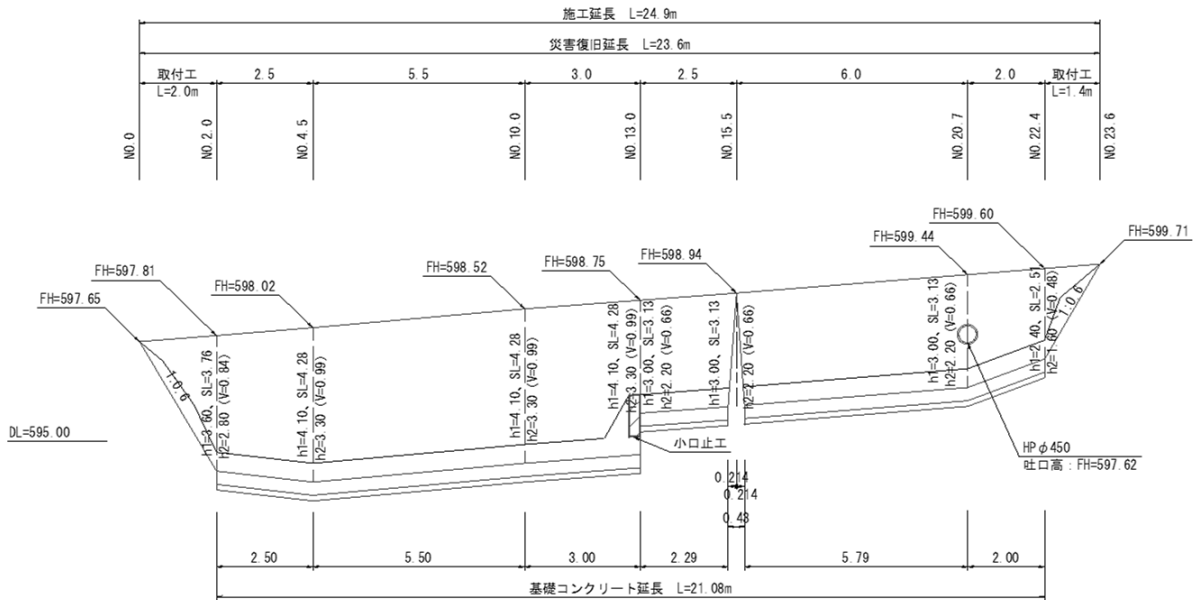 施工延長 L=24.9m
災害復旧延長 L=23.6m
取付工 2.5 5.5 3.0 2.5 6.0 2.0 取付工
L=2.0m L=1.4m
NO.0 NO.2.0 NO.4.5 NO.10.0 NO.13.0 NO.15.5 NO.20.7 NO.22.4 NO.23.6
FH=599.60
FH=599.71
FH=599.44
FH=598.94
FH=598.75
FH=598.52
FH=597.81
FH=598.02
FH=597.65
1:0.6
h1=3.60、SL=3.76
h2=2.80 (V=0.84)
h1=4.10、SL=4.28
h2=3.30 (V=0.99)
h1=4.10、SL=4.28
h2=3.30 (V=0.99)
h1=4.10、SL=4.28
h2=3.30 (V=0.99)
h1=3.00、SL=3.13
h2=2.20 (V=0.66)
h1=3.00、SL=3.13
h2=2.20 (V=0.66)
h1=3.00、SL=3.13
h2=2.20 (V=0.66)
h1=2.40、SL=2.51
h2=1.60 (V=0.48)
1:0.6
DL=595.00
小口止工
HPφ450
吐口高：FH=597.62
0.214
0.214
0.43
2.50 5.50 3.00 2.29 5.79 2.00
基礎コンクリート延長 L=21.08m